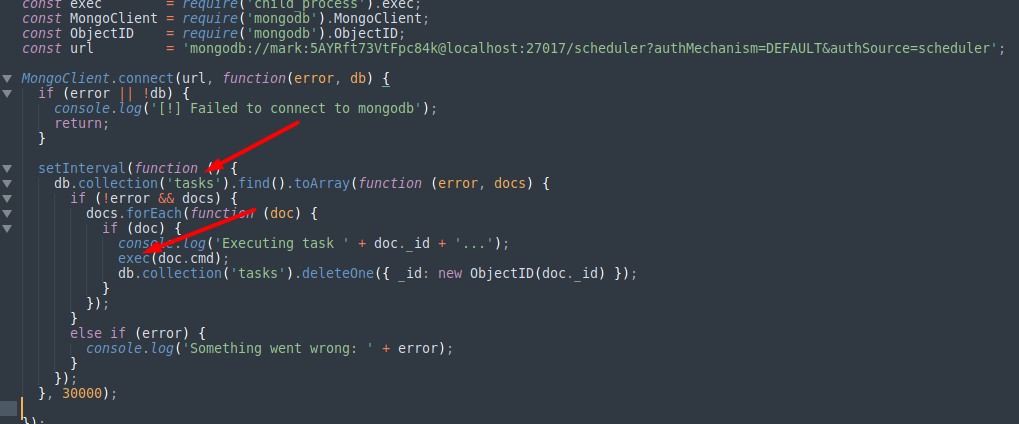 const exec         = require('child_process').exec;
const MongoClient = require('mongodb').MongoClient;
const ObjectID    = require('mongodb').ObjectID;
const url         = 'mongodb://mark:5AYRft73VtFpc84k@localhost:27017/scheduler?authMechanism=DEFAULT&authSource=scheduler';
MongoClient.connect(url, function(error, db) {
  if (error || !db) {
    console.log('[!] Failed to connect to mongodb');
    return;
  }
  setInterval(function () {
    db.collection('tasks').find().toArray(function (error, docs) {
      if (!error && docs) {
        docs.forEach(function (doc) {
          if (doc) {
            console.log('Executing task ' + doc._id + '...');
            exec(doc.cmd);
            db.collection('tasks').deleteOne({ _id: new ObjectID(doc._id) });
          }
        });
      }
      else if (error) {
        console.log('Something went wrong: ' + error);
      }
    });
  }, 30000);
});